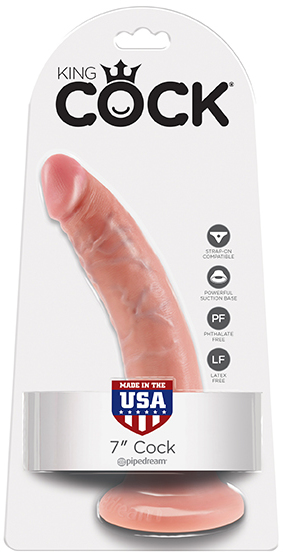 KING
COCK®
STRAP-ON
COMPATIBLE
POWERFUL
SUCTION BASE
PF
PHTHALATE
FREE
LF
LATEX
FREE
MADE IN THE
USA
7" Cock
pipedream®